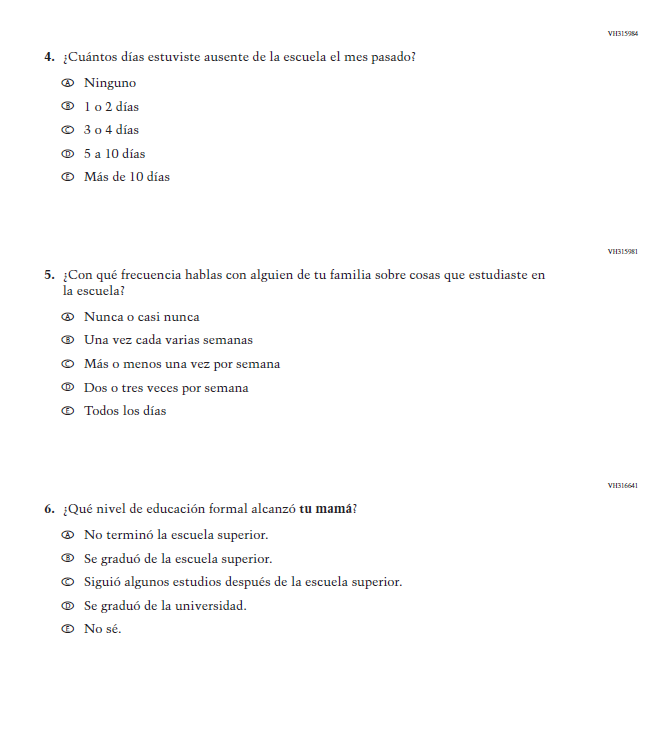 VH315984
4. ¿Cuántos días estuviste ausente de la escuela el mes pasado?
A Ninguno
B 1 o 2 días
C 3 o 4 días
D 5 a 10 días
E Más de 10 días
VH315981
5. ¿Con qué frecuencia hablas con alguien de tu familia sobre cosas que estudiaste en
la escuela?
A Nunca o casi nunca
B Una vez cada varias semanas
C Más o menos una vez por semana
D Dos o tres veces por semana
E Todos los días
VH316641
6. ¿Qué nivel de educación formal alcanzó tu mamá?
A No terminó la escuela superior.
B Se graduó de la escuela superior.
C Siguió algunos estudios después de la escuela superior.
D Se graduó de la universidad.
E No sé.